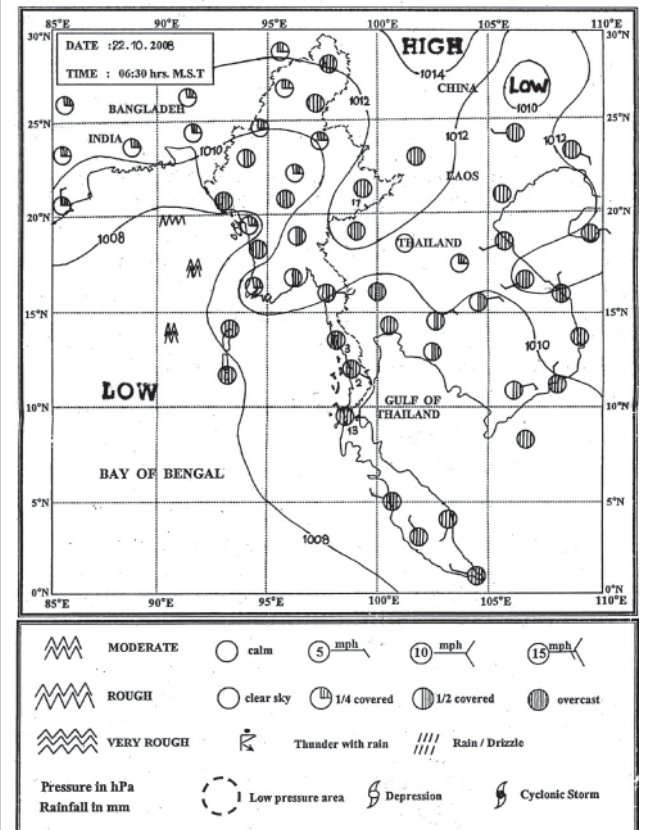 85°E 90°E 95°E 100°E 105°E 110°E
30°N 30°N
DATE :22.10.2008
TIME : 06:30 hrs. M.S.T
HIGH
1014
CHINA
LOW
1010
1012
BANGLADEH
1012
1012
25°N 25°N
INDIA
1010
LAOS
17
20°N 20°N
1008
THAILAND
15°N 15°N
1010
3
2
LOW
10°N 10°N
GULF OF
THAILAND
13
BAY OF BENGAL
5°N 5°N
1008
0°N 0°N
85°E 90°E 95°E 100°E 105°E 110°E
MODERATE calm 5 mph 10 mph 15 mph
ROUGH clear sky 1/4 covered 1/2 covered overcast
VERY ROUGH Thunder with rain Rain / Drizzle
Pressure in hPa
Rainfall in mm
Low pressure area Depression Cyclonic Storm